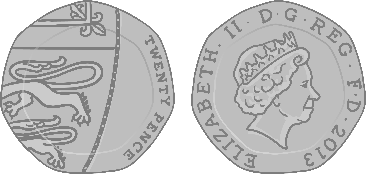 TWENTY PENCE
ELIZABETH · II · D · G · REG · F · D · 2013